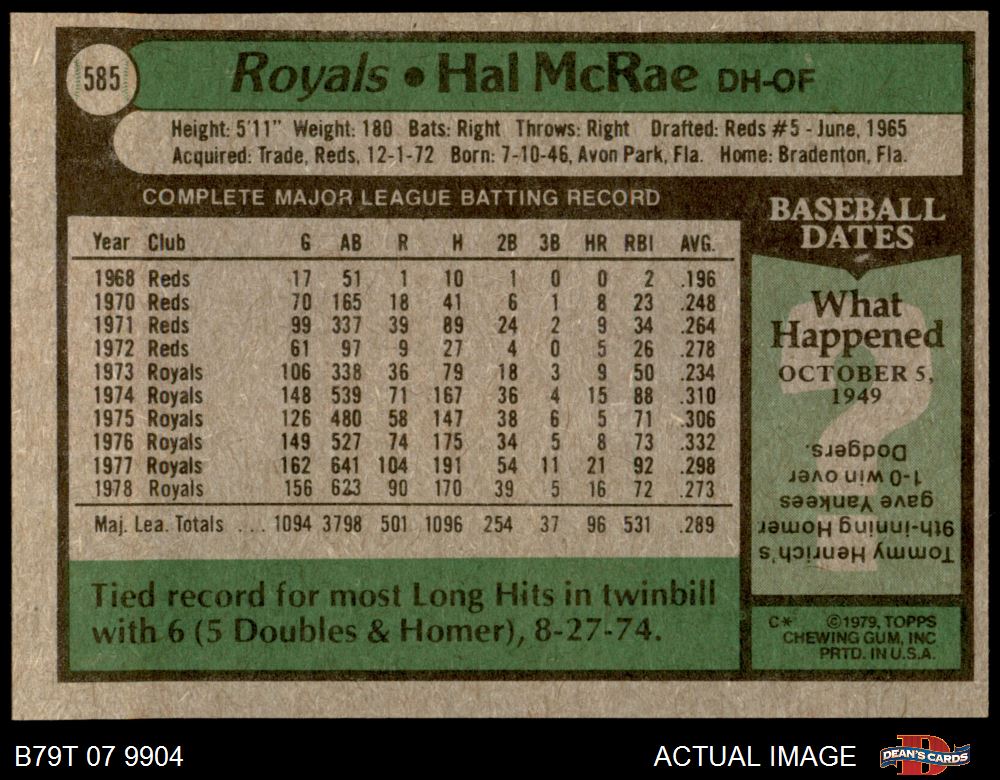 585
Royals • Hal McRae DH-OF
Height: 5'11" Weight: 180 Bats: Right Throws: Right Drafted: Reds #5 - June, 1965
Acquired: Trade, Reds, 12-1-72 Born: 7-10-46, Avon Park, Fla. Home: Bradenton, Fla.
COMPLETE MAJOR LEAGUE BATTING RECORD
Year Club G AB R H 2B 3B HR RBI AVG.
1968 Reds 17 51 1 10 1 0 0 2 .196
1970 Reds 70 165 18 41 6 1 8 23 .248
1971 Reds 99 337 39 89 24 2 9 34 .264
1972 Reds 61 97 9 27 4 0 5 26 .278
1973 Royals 106 338 36 79 18 3 9 50 .234
1974 Royals 148 539 71 167 36 4 15 88 .310
1975 Royals 126 480 58 147 38 6 5 71 .306
1976 Royals 149 527 74 175 34 5 8 73 .332
1977 Royals 162 641 104 191 54 11 21 92 .298
1978 Royals 156 623 90 170 39 5 16 72 .273
Maj. Lea. Totals ... 1094 3798 501 1096 254 37 96 531 .289
Tied record for most Long Hits in twinbill
with 6 (5 Doubles & Homer), 8-27-74.
BASEBALL
DATES
What
Happened
OCTOBER 5,
1949
Tommy Henrich's
9th-inning Homer
gave Yankees
1-0 win over
Dodgers.
C* ©1979, TOPPS
CHEWING GUM, INC
PRTD. IN U.S.A.
B79T 07 9904
ACTUAL IMAGE
D
DEAN'S CARDS